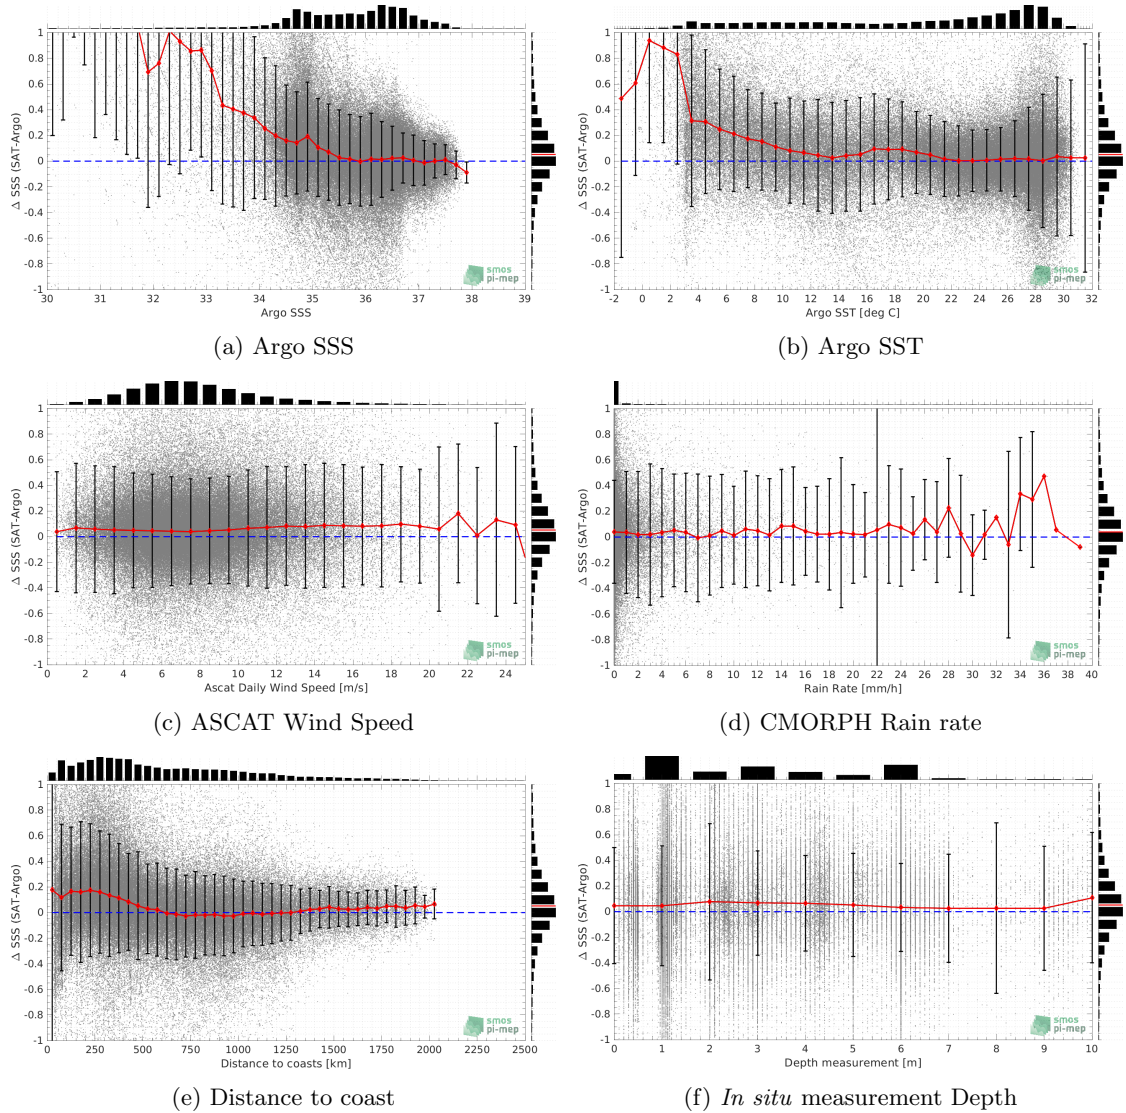 1
0.8
0.6
0.4
0.2
0
-0.2
-0.4
-0.6
-0.8
-1
Δ SSS (SAT-Argo)
30 31 32 33 34 35 36 37 38 39
Argo SSS
smos
pi-mep
(a) Argo SSS
1
0.8
0.6
0.4
0.2
0
-0.2
-0.4
-0.6
-0.8
-1
Δ SSS (SAT-Argo)
-2 0 2 4 6 8 10 12 14 16 18 20 22 24 26 28 30 32
Argo SST [deg C]
smos
pi-mep
(b) Argo SST
1
0.8
0.6
0.4
0.2
0
-0.2
-0.4
-0.6
-0.8
-1
Δ SSS (SAT-Argo)
0 2 4 6 8 10 12 14 16 18 20 22 24
Ascat Daily Wind Speed [m/s]
smos
pi-mep
(c) ASCAT Wind Speed
1
0.8
0.6
0.4
0.2
0
-0.2
-0.4
-0.6
-0.8
-1
Δ SSS (SAT-Argo)
0 2 4 6 8 10 12 14 16 18 20 22 24 26 28 30 32 34 36 38 40
Rain Rate [mm/h]
smos
pi-mep
(d) CMORPH Rain rate
1
0.8
0.6
0.4
0.2
0
-0.2
-0.4
-0.6
-0.8
-1
Δ SSS (SAT-Argo)
0 250 500 750 1000 1250 1500 1750 2000 2250 2500
Distance to coasts [km]
smos
pi-mep
(e) Distance to coast
1
0.8
0.6
0.4
0.2
0
-0.2
-0.4
-0.6
-0.8
-1
Δ SSS (SAT-Argo)
0 1 2 3 4 5 6 7 8 9 10
Depth measurement [m]
smos
pi-mep
(f) In situ measurement Depth